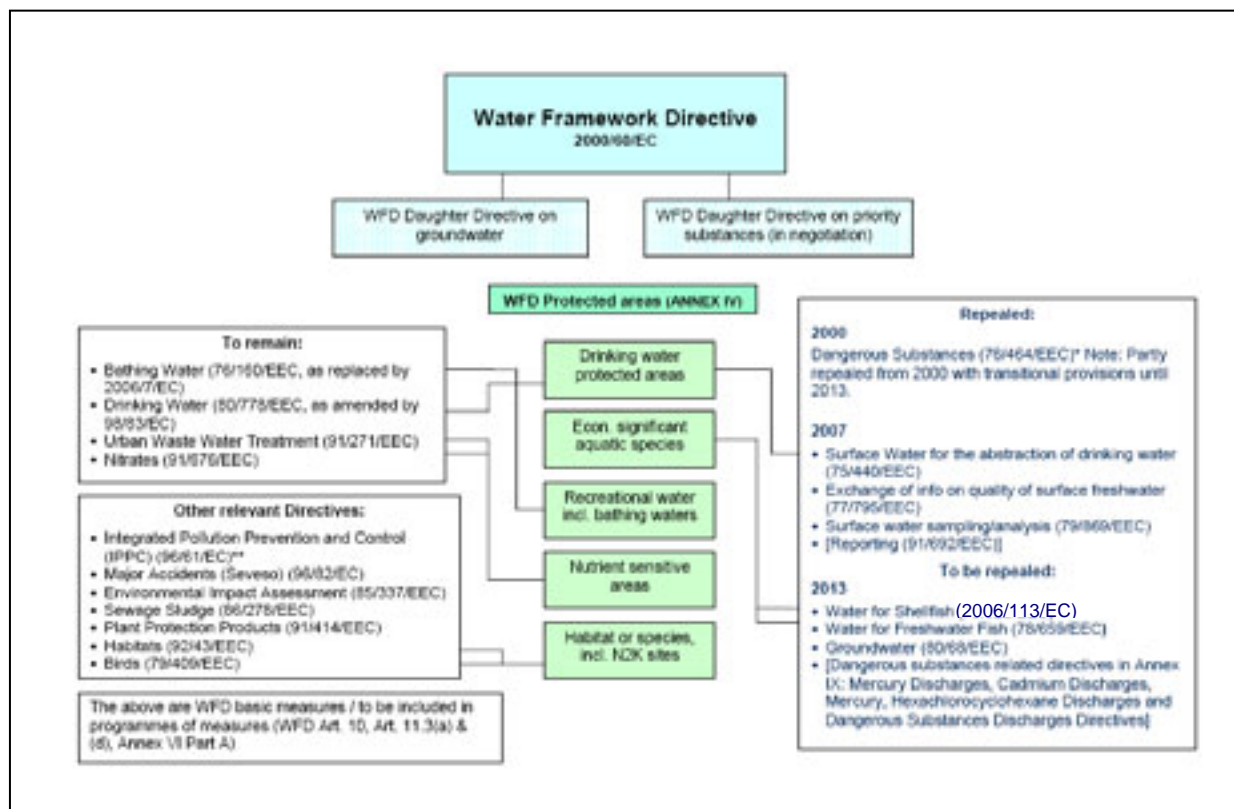 Water Framework Directive
2000/60/EC
WFD Daughter Directive on
groundwater
WFD Daughter Directive on priority
substances (in negotiation)
WFD Protected areas (ANNEX IV)
To remain:
• Bathing Water (76/160/EEC, as replaced by
2006/7/EC)
• Drinking Water (80/778/EEC, as amended by
98/83/EC)
• Urban Waste Water Treatment (91/271/EEC)
• Nitrates (91/676/EEC)
Other relevant Directives:
• Integrated Pollution Prevention and Control
(IPPC) (96/61/EC)**
• Major Accidents (Seveso) (96/82/EC)
• Environmental Impact Assessment (85/337/EEC)
• Sewage Sludge (86/278/EEC)
• Plant Protection Products (91/414/EEC)
• Habitats (92/43/EEC)
• Birds (79/409/EEC)
The above are WFD basic measures / to be included in
programmes of measures (WFD Art. 10, Art. 11.3(a) &
(d), Annex VII Part A)
Drinking water
protected areas
Econ. significant
aquatic species
Recreational water
incl. bathing waters
Nutrient sensitive
areas
Habitat or species,
incl. N2K sites
Repealed:
2000
Dangerous Substances (76/464/EEC)* Note: Partly
repealed from 2000 with transitional provisions until
2013.
2007
• Surface Water for the abstraction of drinking water
(75/440/EEC)
• Exchange of info on quality of surface freshwater
(77/795/EEC)
• Surface water sampling/analysis (79/869/EEC)
• [Reporting (91/692/EEC)]
To be repealed:
2013
• Water for Shellfish (2006/113/EC)
• Water for Freshwater Fish (78/659/EEC)
• Groundwater (80/68/EEC)
• [Dangerous substances related directives in Annex
IX: Mercury Discharges, Cadmium Discharges,
Mercury, Hexachlorocyclohexane Discharges and
Dangerous Substances Discharges Directives]